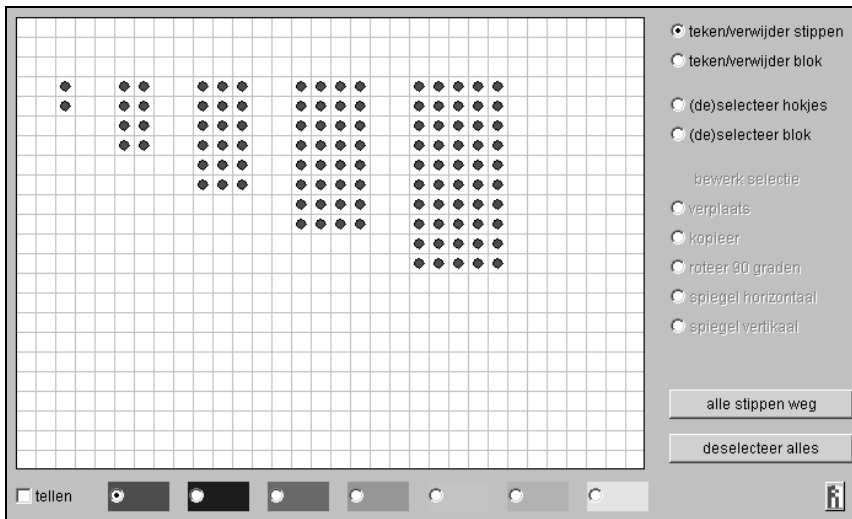 teken/verwijder stippen
teken/verwijder blok
(de)selecteer hokjes
(de)selecteer blok
bewerk selectie
verplaats
kopieer
roteer 90 graden
spiegel horizontaal
spiegel vertikaal
alle stippen weg
deselecteer alles
tellen